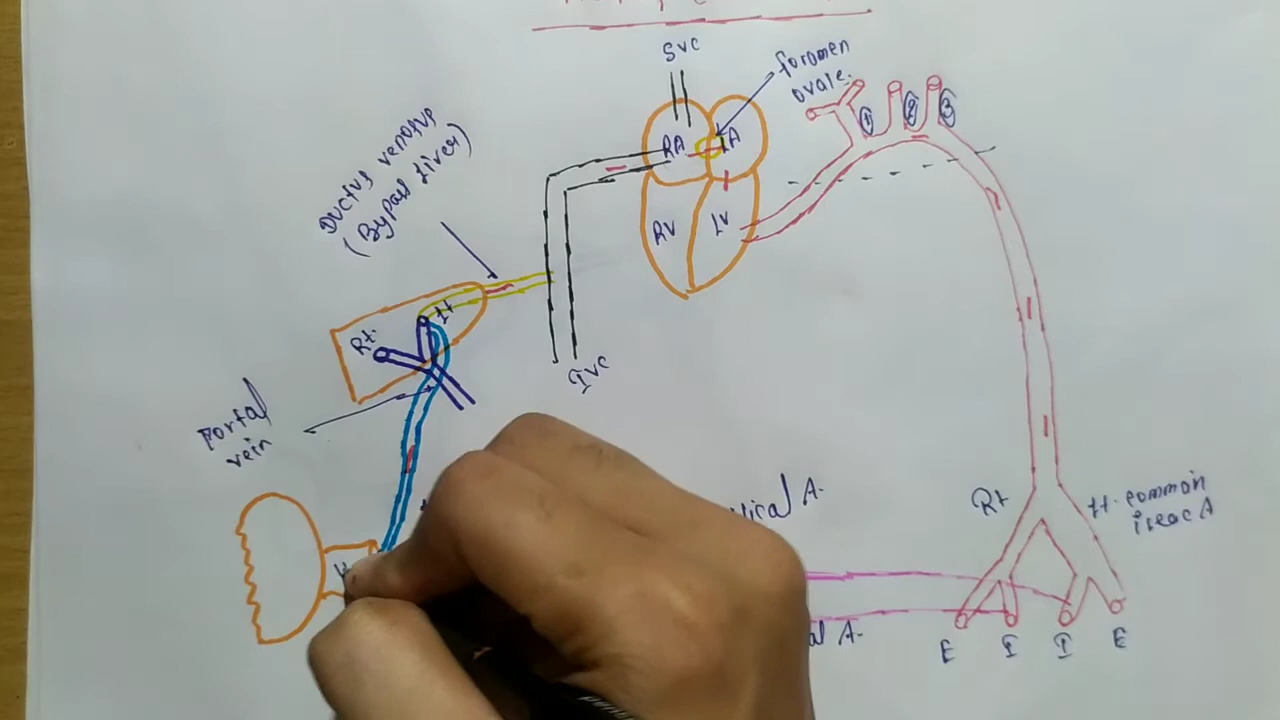 SVC
foramen
ovale.
RA
LA
RV
LV
1
2
3
Ductus venosus
(Bypass Liver)
Rt.
Lt
IVC
Portal
vein
A.
al A.
Rt
Lt. common
A
E
I
I
E